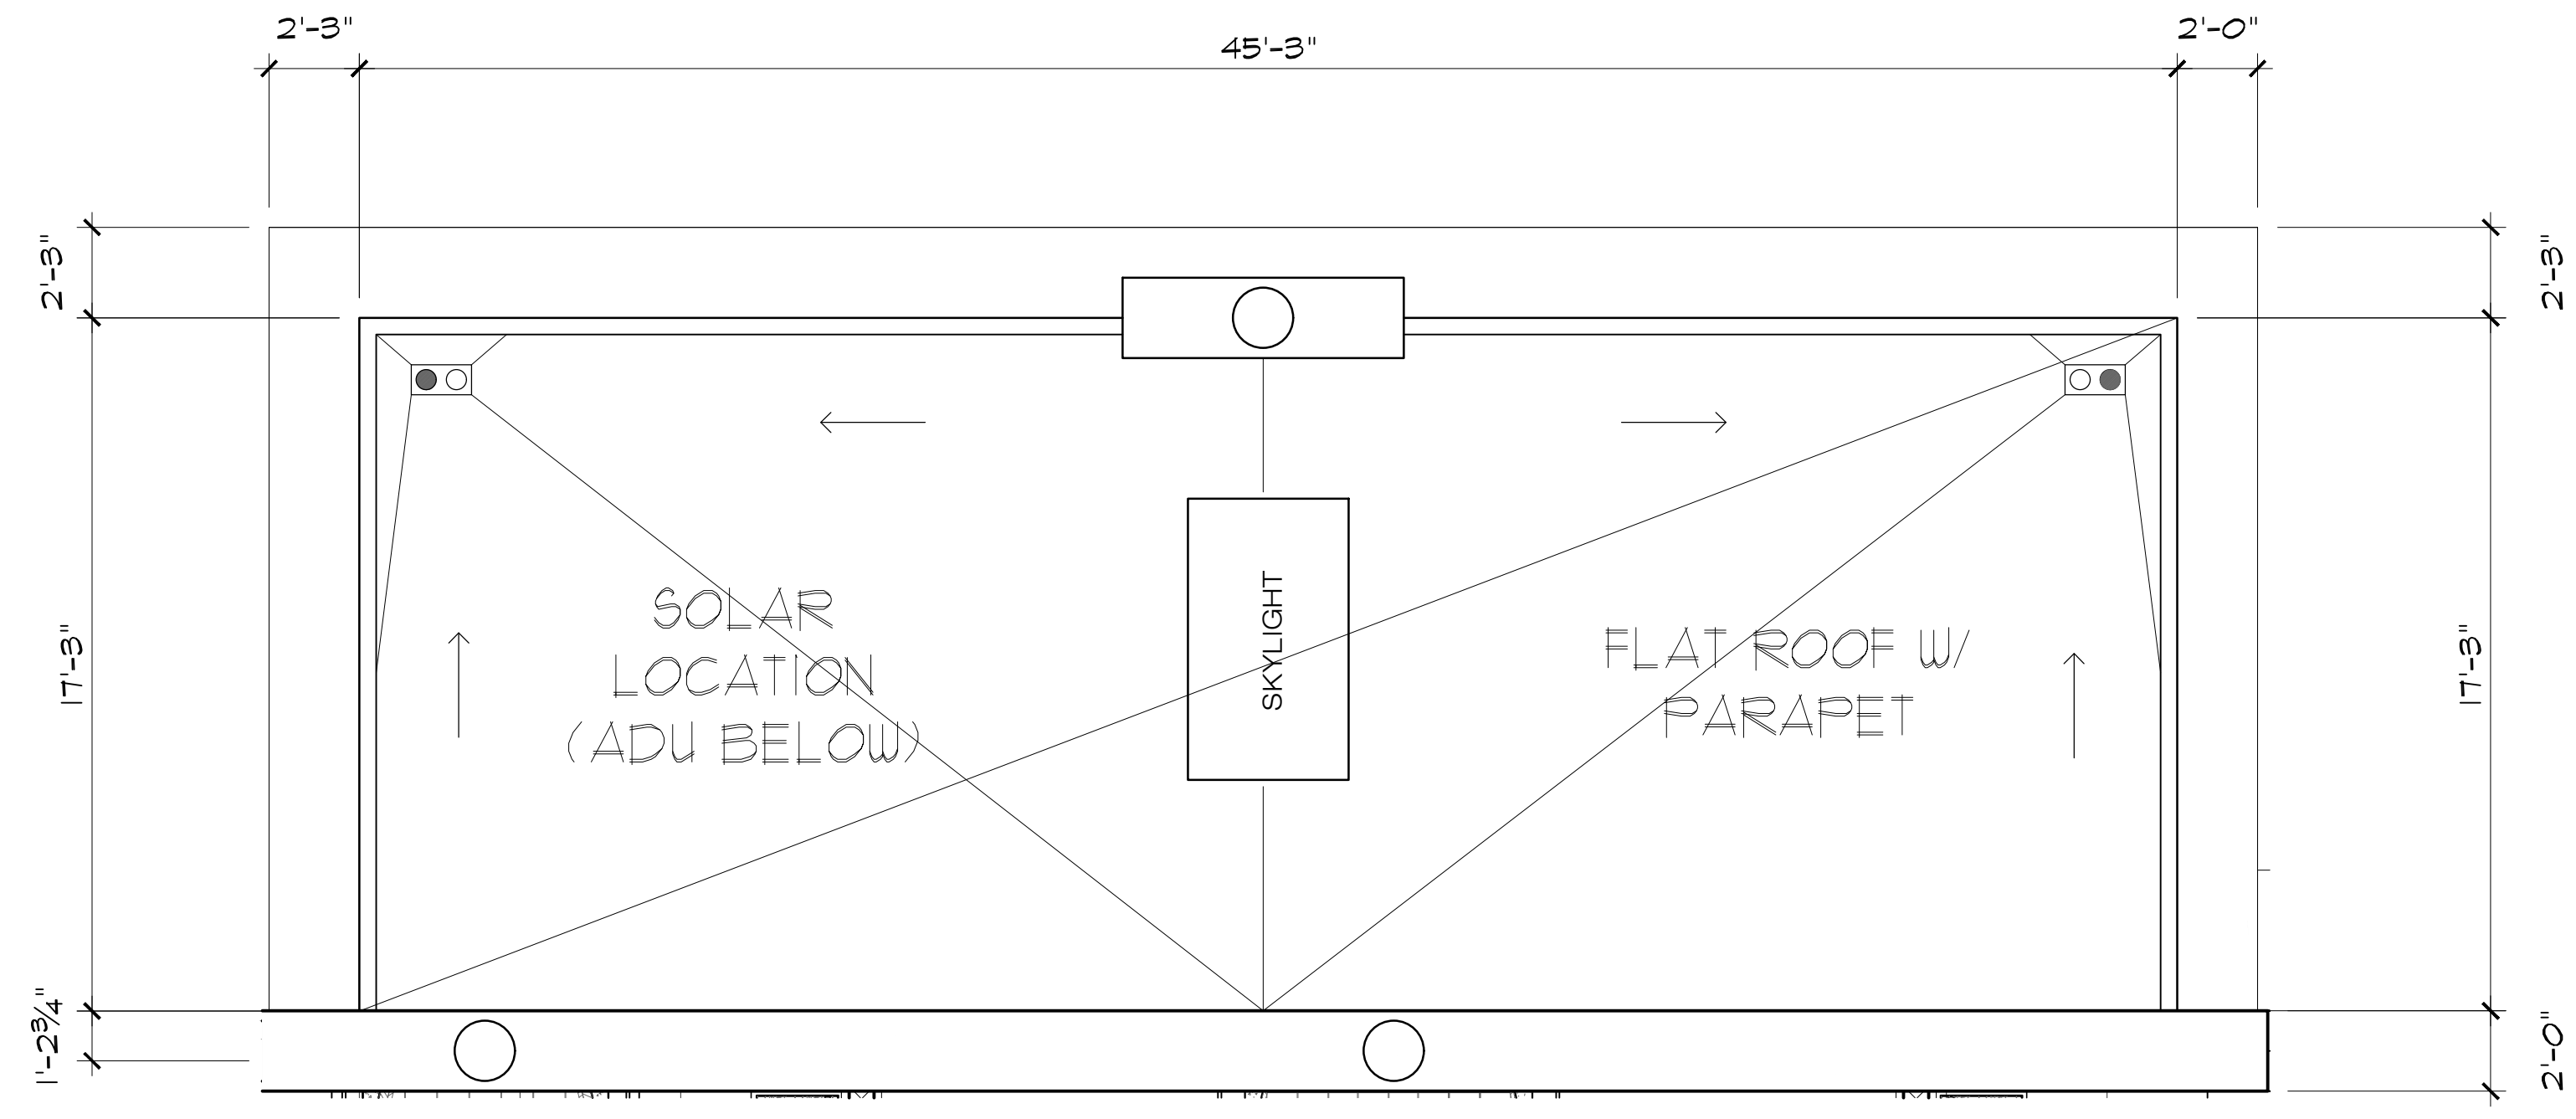 2'-3"
45'-3"
2'-0"
2'-3"
2'-3"
SOLAR
LOCATION
(ADU BELOW)
SKYLIGHT
FLAT ROOF W/
PARAPET
17'-3"
17'-3"
1'-2¾"
2'-0"